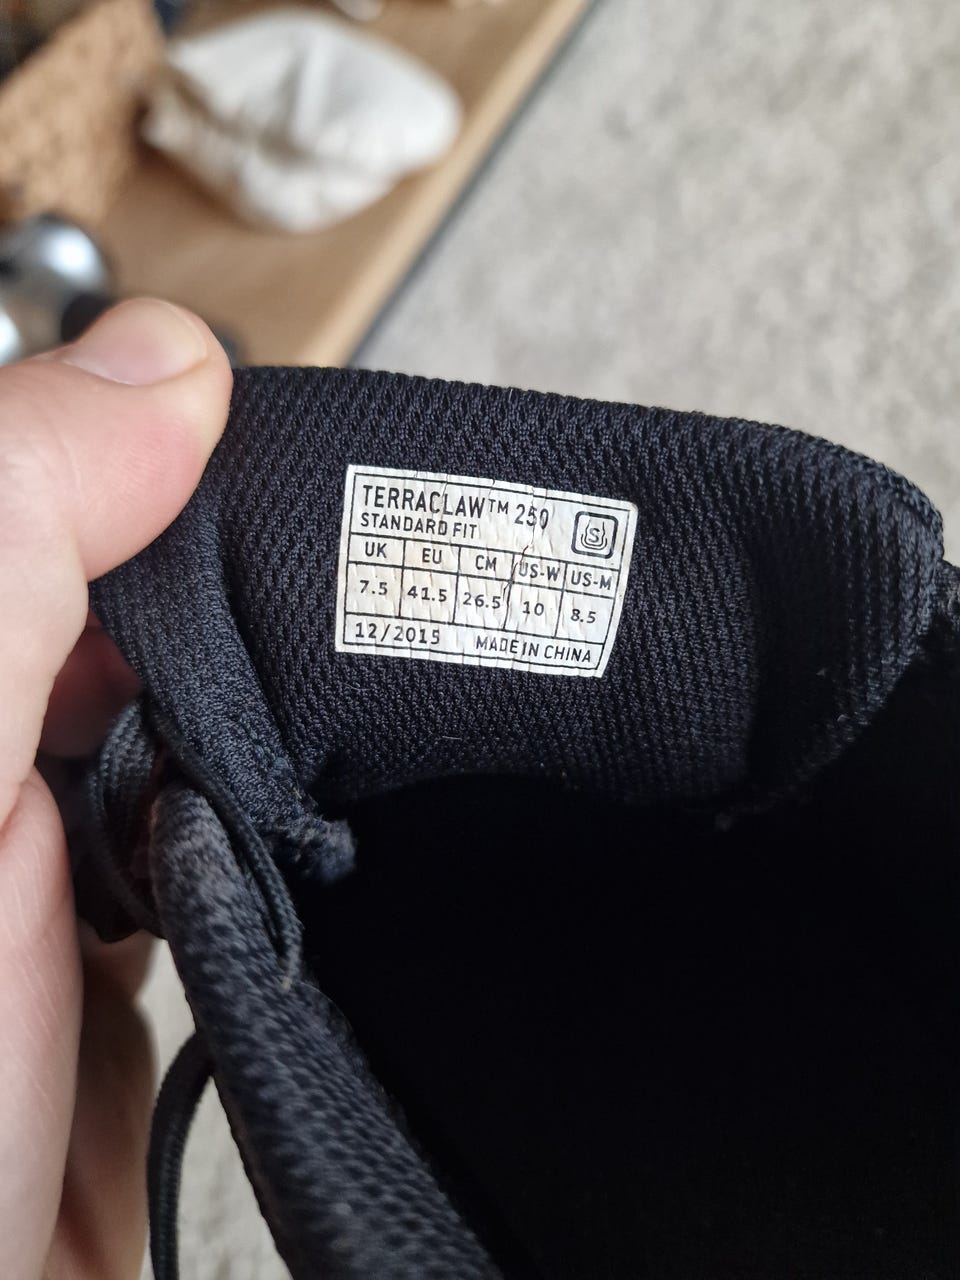 TERRACLAW™ 250
STANDARD FIT
S
UK EU CM US-W US-M
7.5 41.5 26.5 10 8.5
12/2015 MADE IN CHINA